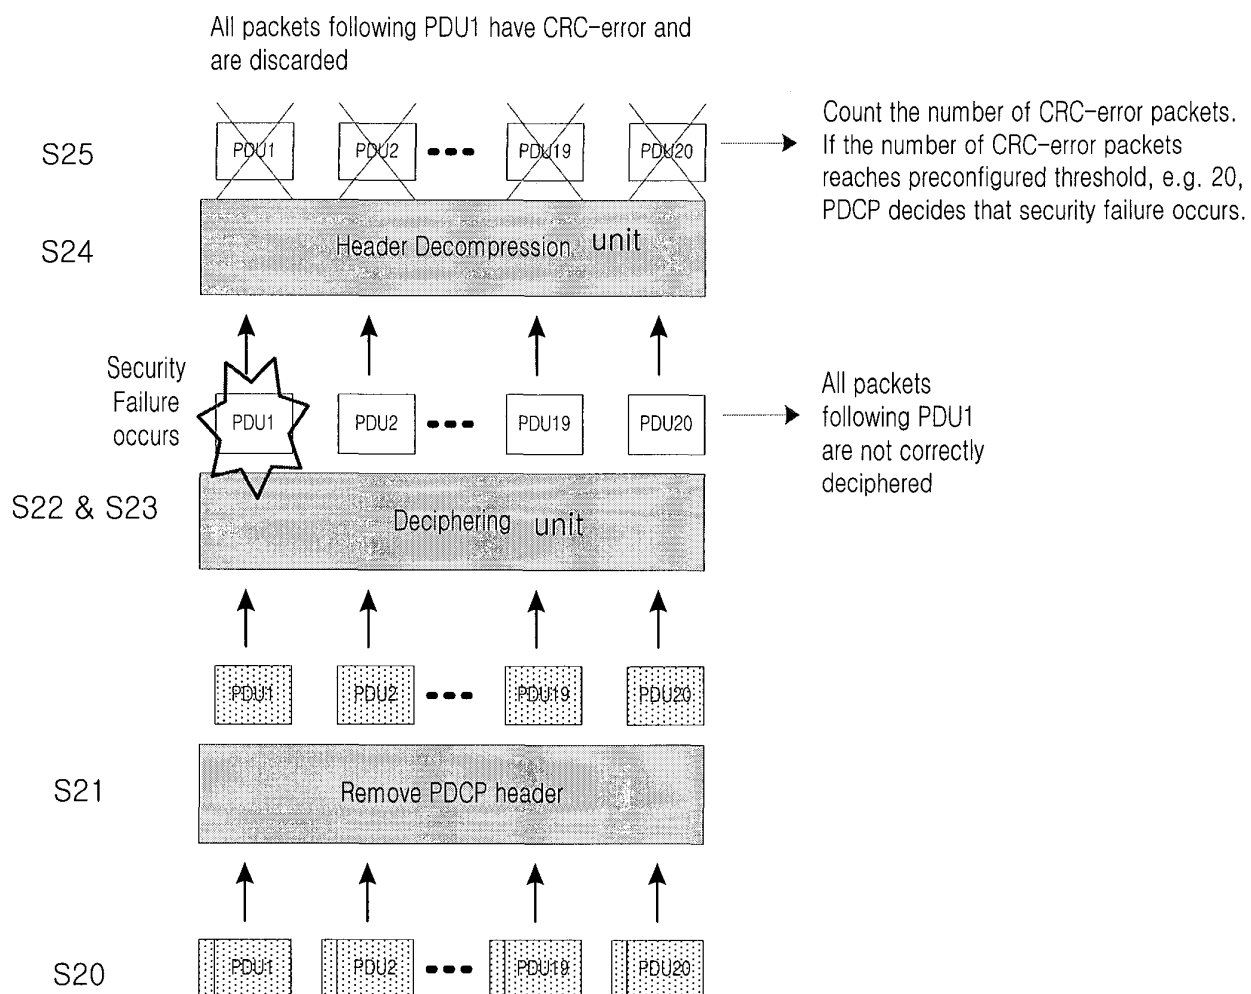 All packets following PDU1 have CRC-error and
are discarded
S25
PDU1 PDU2 PDU19 PDU20
Count the number of CRC-error packets.
If the number of CRC-error packets
reaches preconfigured threshold, e.g. 20,
PDCP decides that security failure occurs.
S24
Header Decompression unit
Security
Failure
occurs
PDU1 PDU2 PDU19 PDU20
All packets
following PDU1
are not correctly
deciphered
S22 & S23
Deciphering unit
PDU1 PDU2 PDU19 PDU20
S21
Remove PDCP header
S20
PDU1 PDU2 PDU19 PDU20